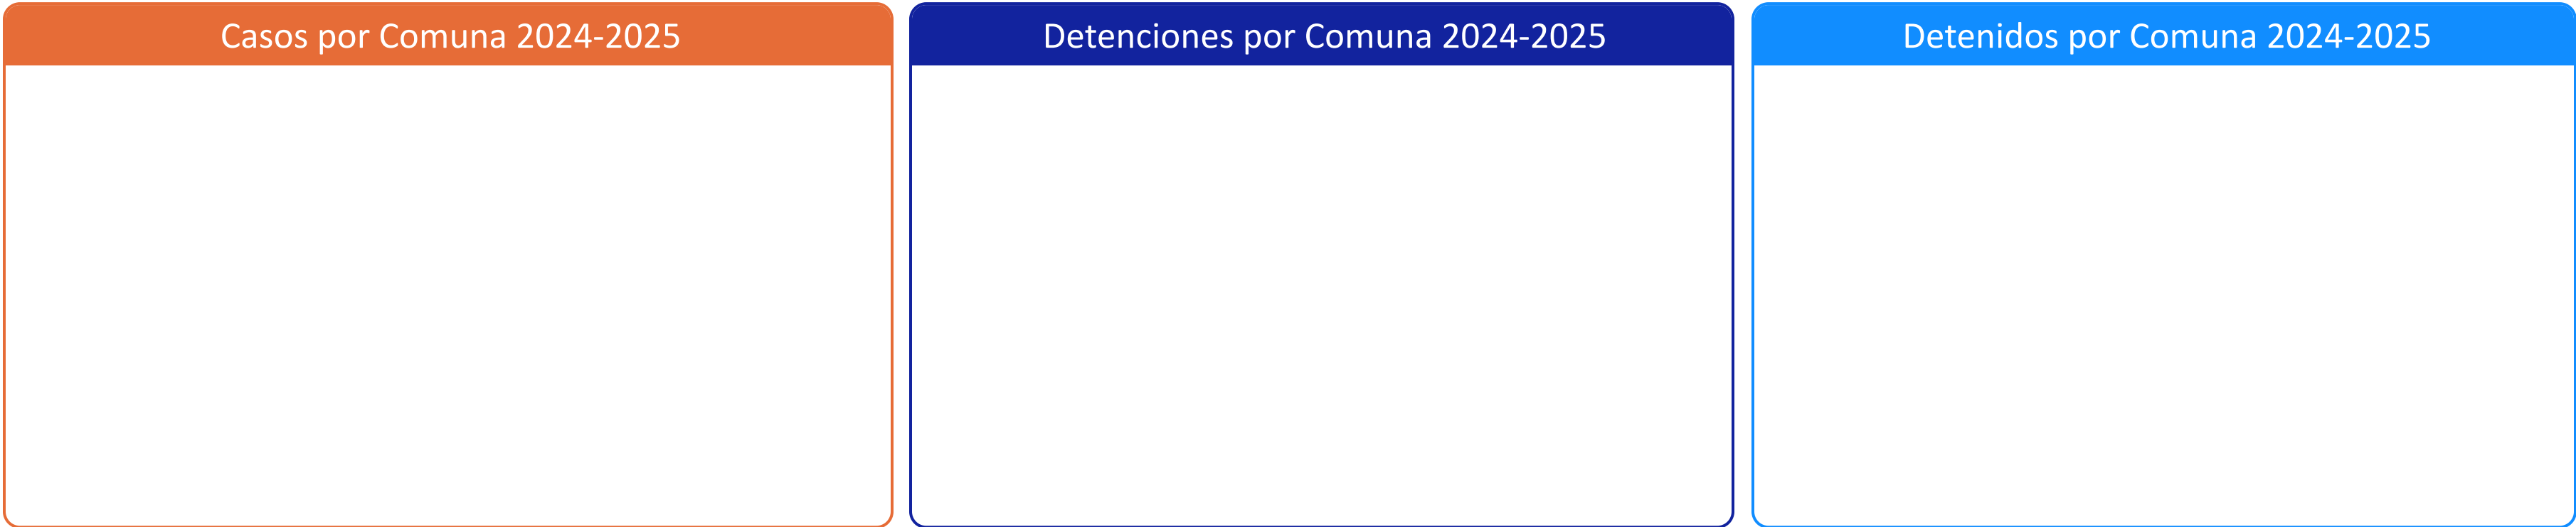 Casos por Comuna 2024-2025
Detenciones por Comuna 2024-2025
Detenidos por Comuna 2024-2025